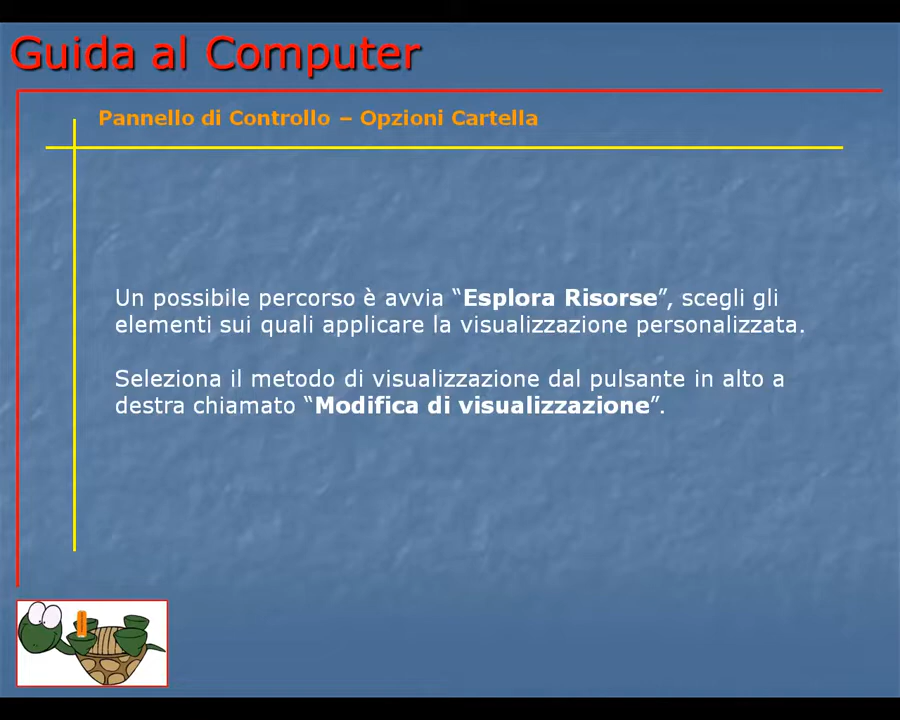 Guida al Computer
Pannello di Controllo – Opzioni Cartella
Un possibile percorso è avvia “Esplora Risorse”, scegli gli
elementi sui quali applicare la visualizzazione personalizzata.
Seleziona il metodo di visualizzazione dal pulsante in alto a
destra chiamato “Modifica di visualizzazione”.